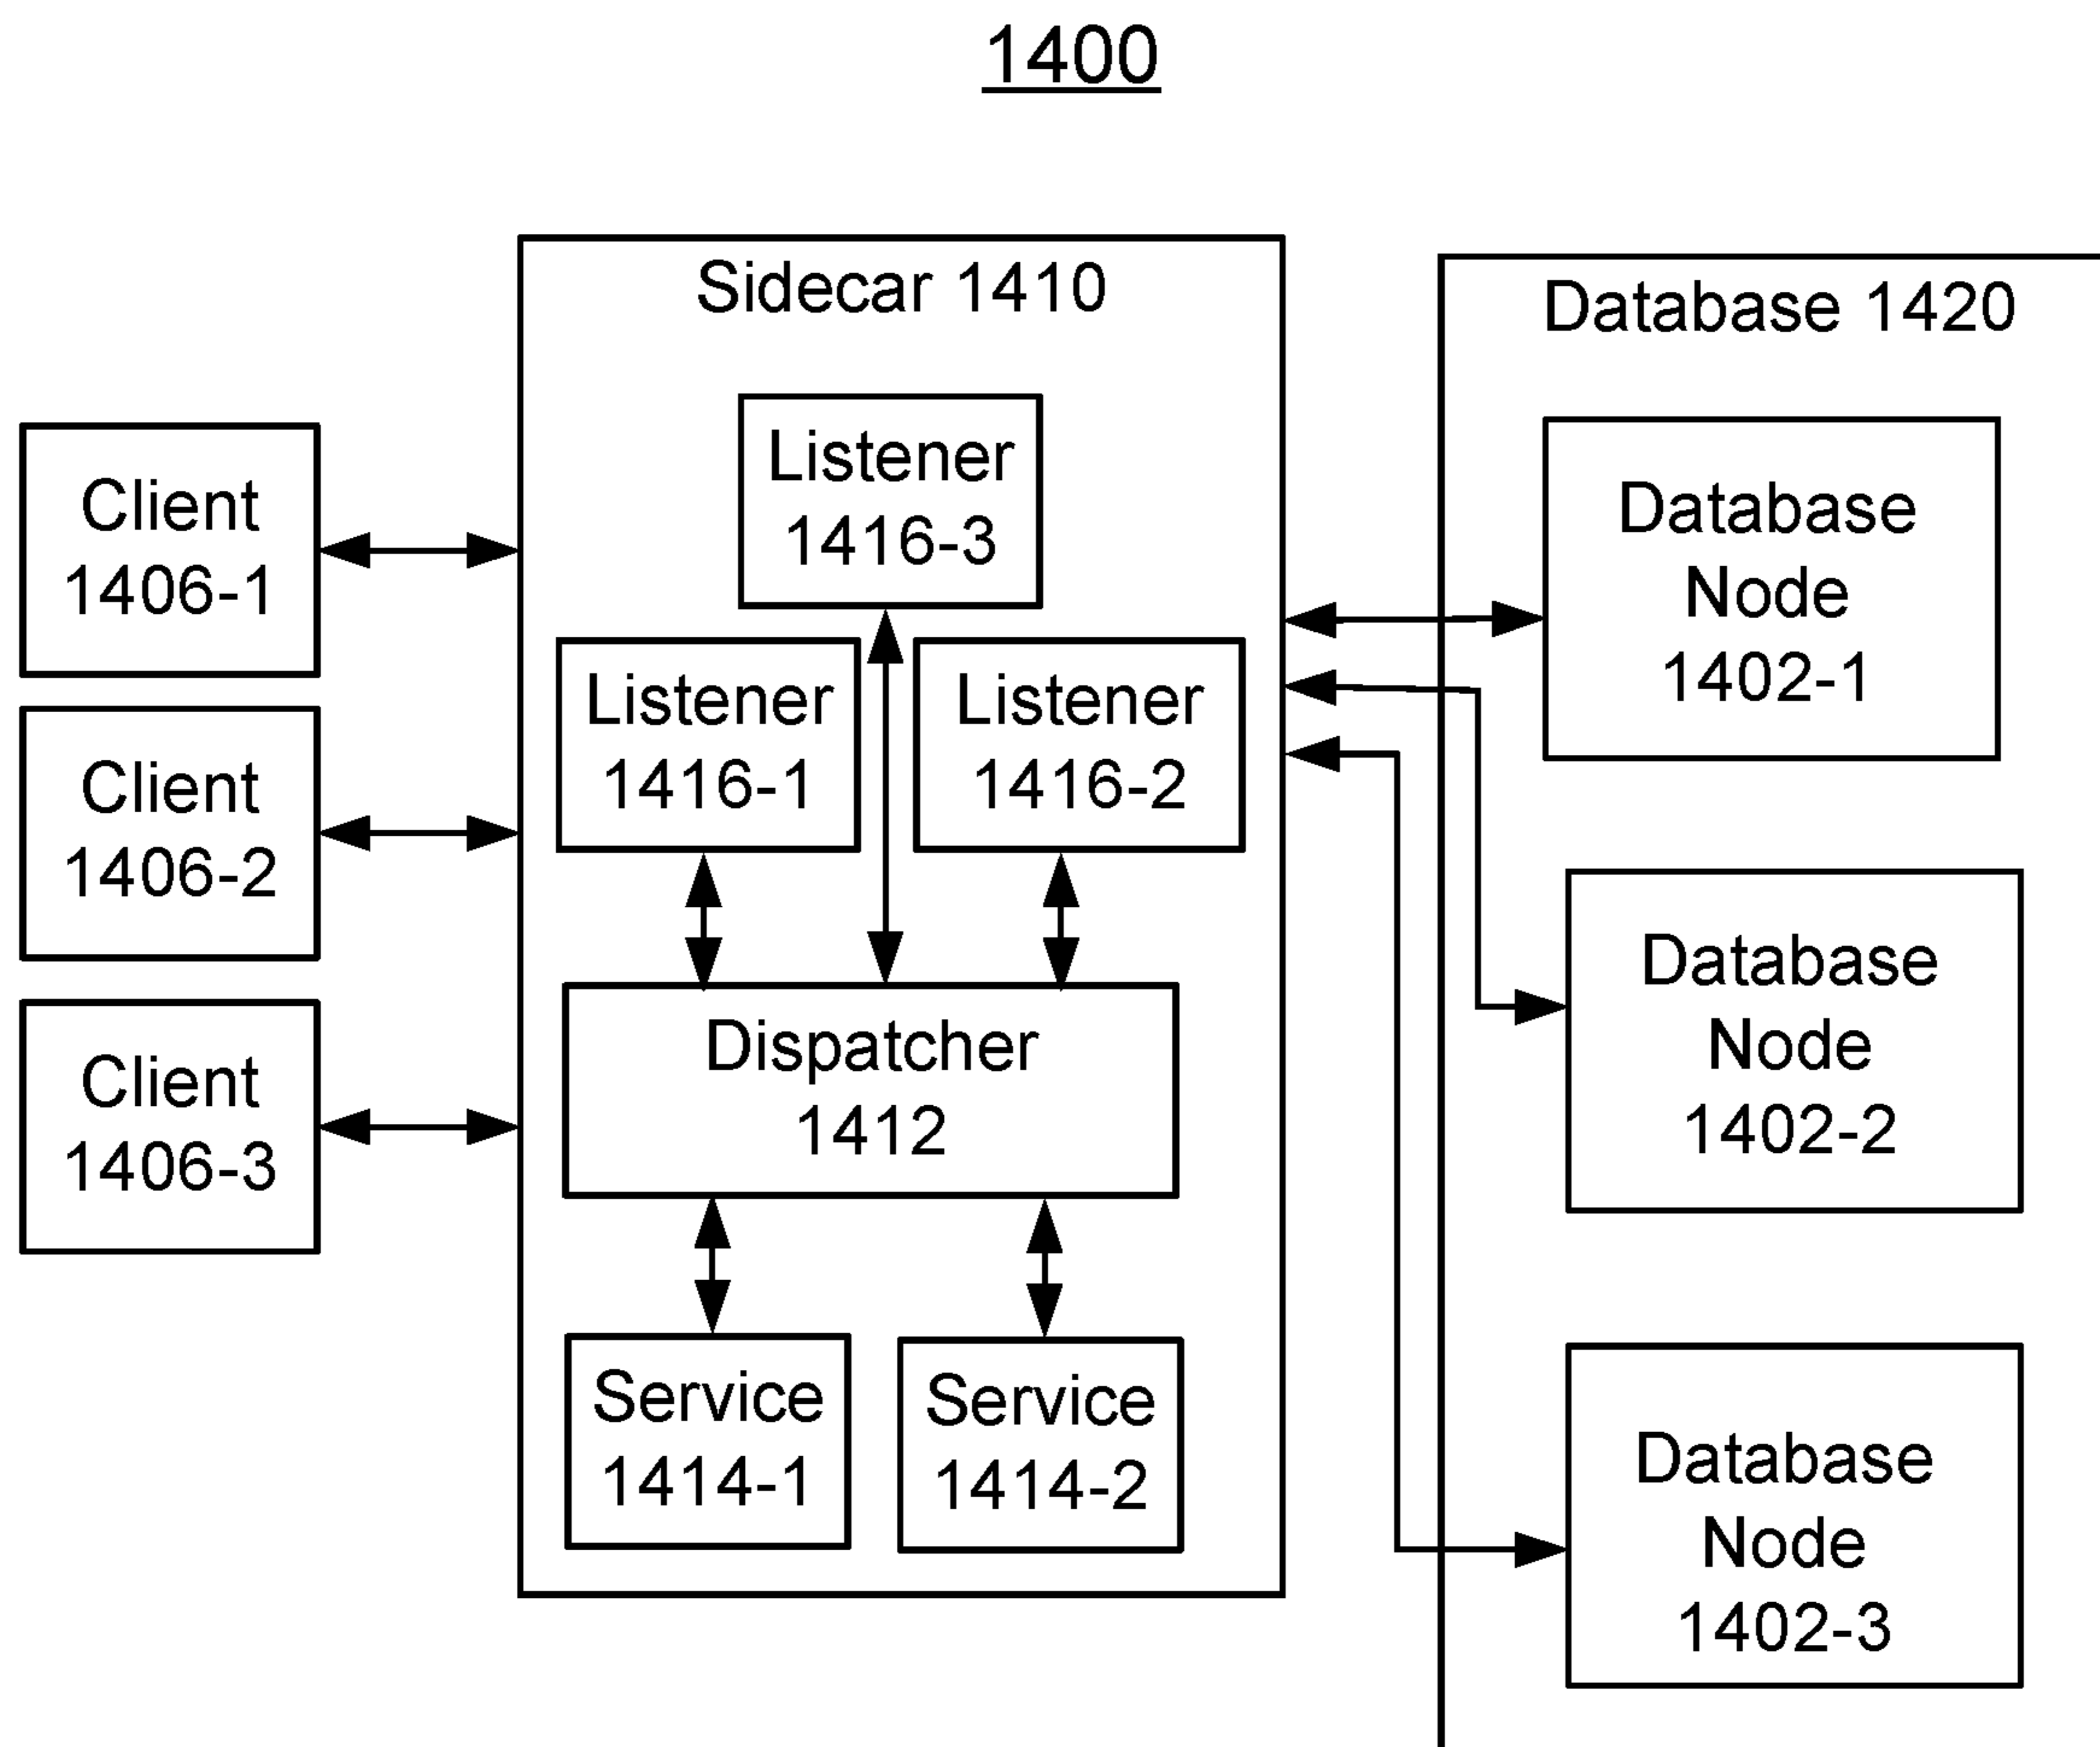 1400
Sidecar 1410
Database 1420
Client
1406-1
Client
1406-2
Client
1406-3
Listener
1416-3
Listener
1416-1
Listener
1416-2
Dispatcher
1412
Service
1414-1
Service
1414-2
Database
Node
1402-1
Database
Node
1402-2
Database
Node
1402-3